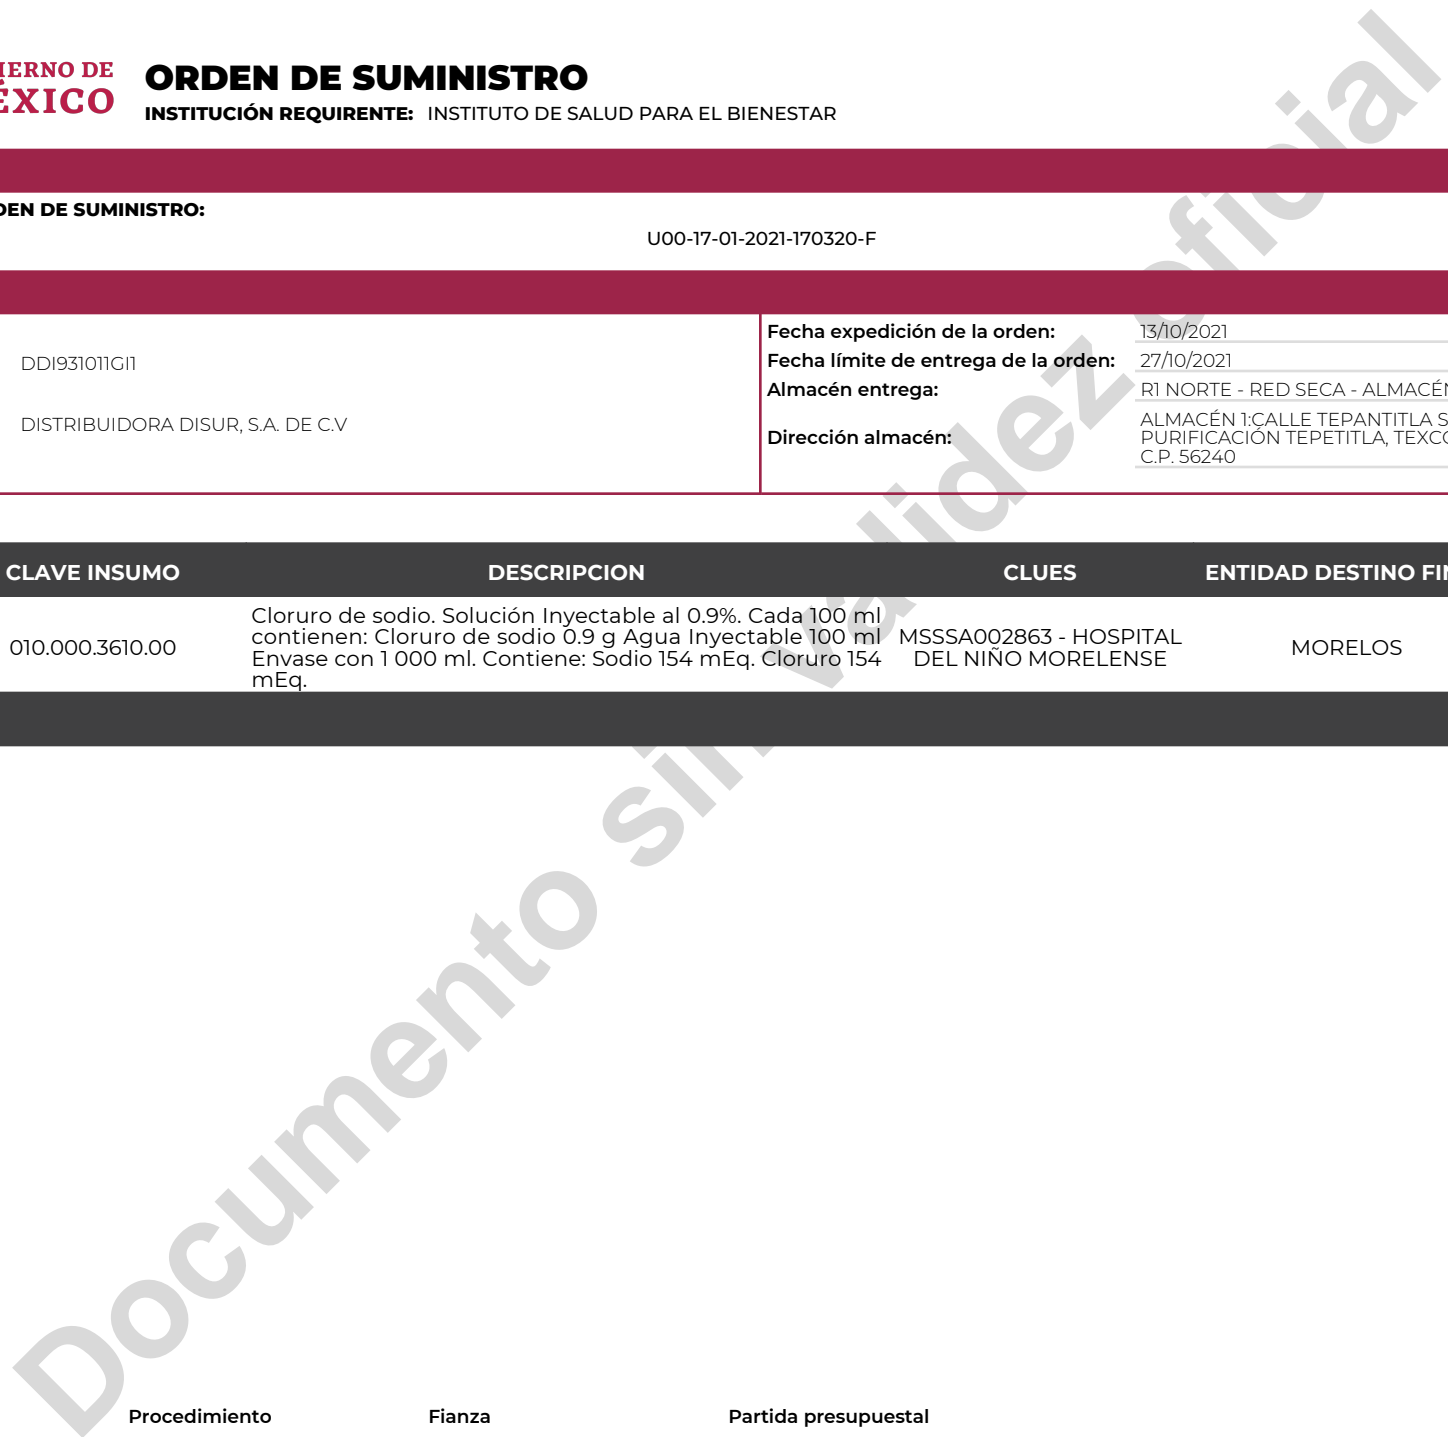 IERNO DE
ÉXICO
ORDEN DE SUMINISTRO
INSTITUCIÓN REQUIRENTE: INSTITUTO DE SALUD PARA EL BIENESTAR
DEN DE SUMINISTRO:
U00-17-01-2021-170320-F
DDI931011GI1
DISTRIBUIDORA DISUR, S.A. DE C.V
Fecha expedición de la orden: 13/10/2021
Fecha límite de entrega de la orden: 27/10/2021
Almacén entrega: R1 NORTE - RED SECA - ALMACÉN
Dirección almacén:
ALMACÉN 1:CALLE TEPANTITLA S
PURIFICACIÓN TEPETITLA, TEXCO
C.P. 56240
CLAVE INSUMO DESCRIPCION CLUES ENTIDAD DESTINO FIN
010.000.3610.00
Cloruro de sodio. Solución Inyectable al 0.9%. Cada 100 ml
contienen: Cloruro de sodio 0.9 g Agua Inyectable 100 ml
Envase con 1 000 ml. Contiene: Sodio 154 mEq. Cloruro 154
mEq.
MSSSA002863 - HOSPITAL
DEL NIÑO MORELENSE
MORELOS
Documento sin validez oficial
Procedimiento Fianza Partida presupuestal